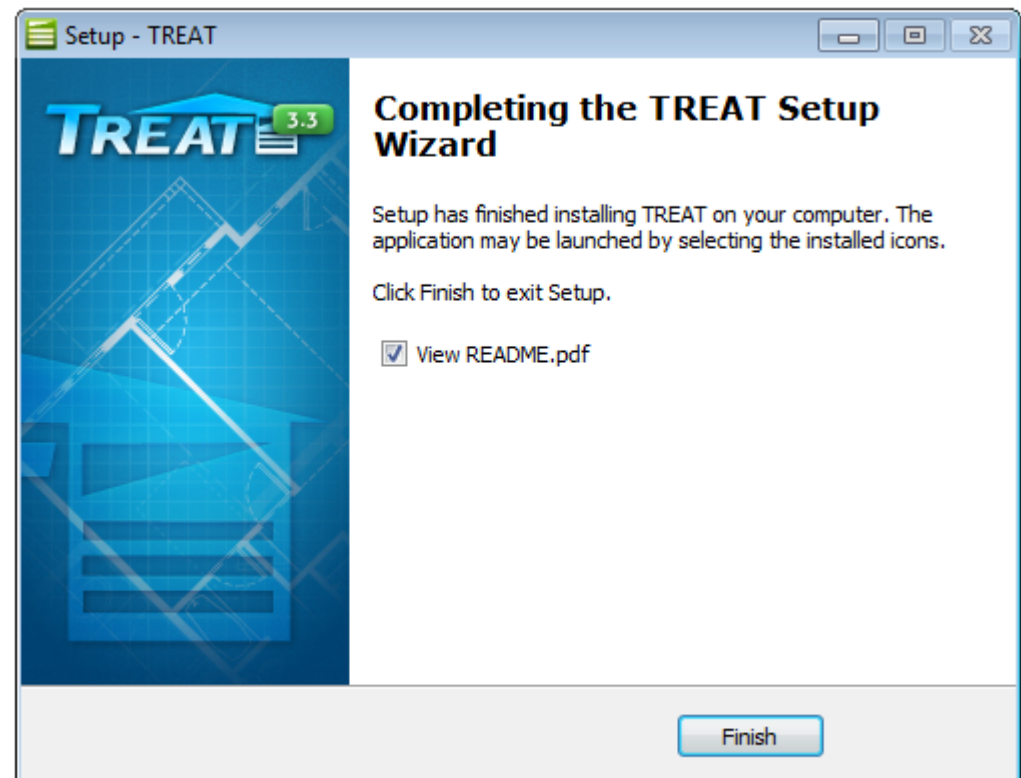 Setup - TREAT
TREAT 3.3
Completing the TREAT Setup
Wizard
Setup has finished installing TREAT on your computer. The
application may be launched by selecting the installed icons.
Click Finish to exit Setup.
View README.pdf
Finish